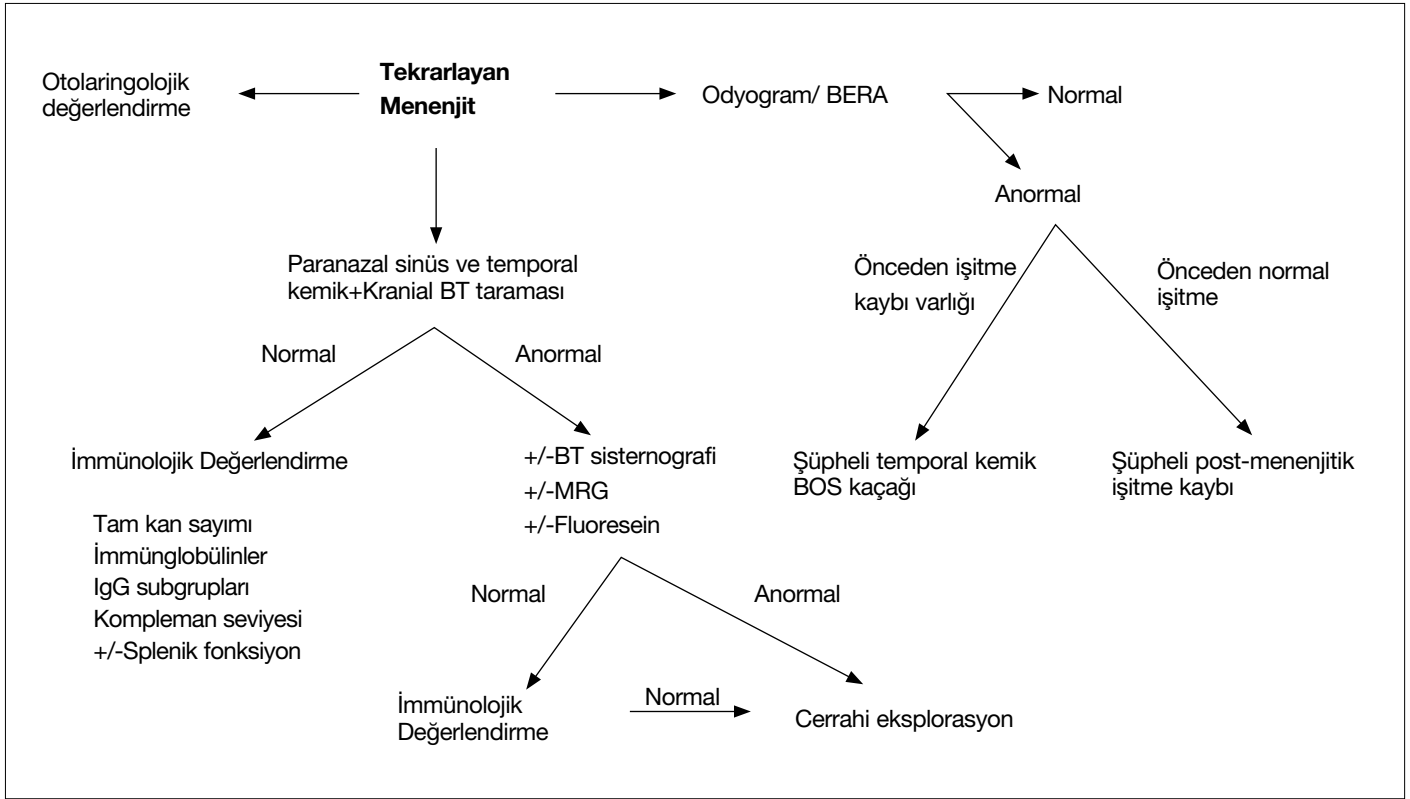 Otolaringolojik
değerlendirme
Tekrarlayan
Menenjit
Odyogram/ BERA
Normal
Anormal
Paranazal sinüs ve temporal
kemik+Kranial BT taraması
Önceden işitme
kaybı varlığı
Önceden normal
işitme
Normal
Anormal
İmmünolojik Değerlendirme
+/-BT sisternografi
+/-MRG
+/-Fluoresein
Şüpheli temporal kemik
BOS kaçağı
Şüpheli post-menenjitik
işitme kaybı
Tam kan sayımı
İmmünglobülinler
IgG subgrupları
Kompleman seviyesi
+/-Splenik fonksiyon
Normal
Anormal
İmmünolojik
Değerlendirme
Normal
Cerrahi eksplorasyon